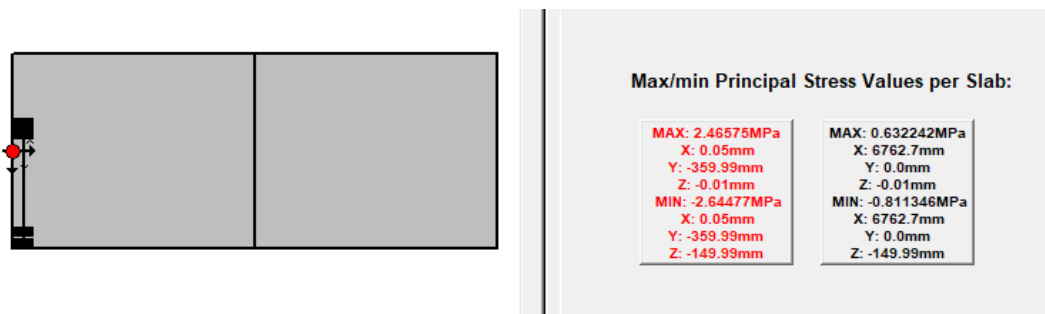 Max/min Principal Stress Values per Slab:
MAX: 2.46575MPa
X: 0.05mm
Y: -359.99mm
Z: -0.01mm
MIN: -2.64477MPa
X: 0.05mm
Y: -359.99mm
Z: -149.99mm
MAX: 0.632242MPa
X: 6762.7mm
Y: 0.0mm
Z: -0.01mm
MIN: -0.811346MPa
X: 6762.7mm
Y: 0.0mm
Z: -149.99mm